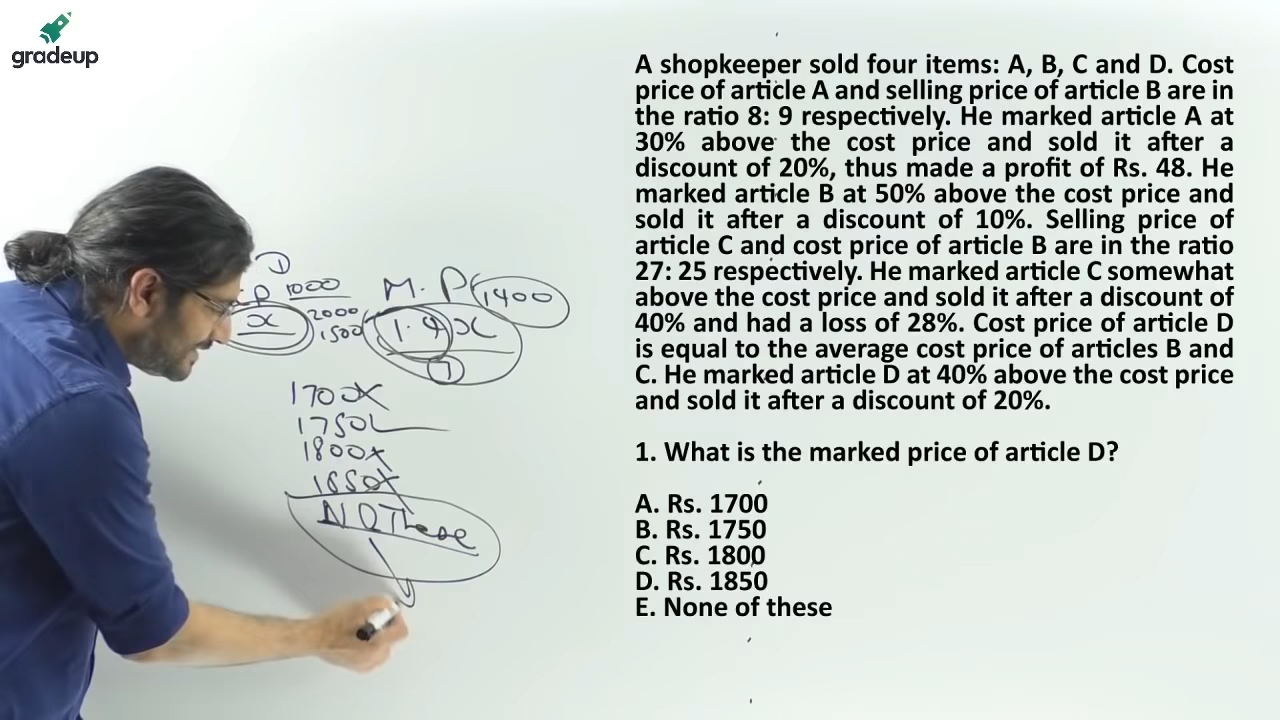 gradeup
A shopkeeper sold four items: A, B, C and D. Cost
price of article A and selling price of article B are in
the ratio 8: 9 respectively. He marked article A at
30% above the cost price and sold it after a
discount of 20%, thus made a profit of Rs. 48. He
marked article B at 50% above the cost price and
sold it after a discount of 10%. Selling price of
article C and cost price of article B are in the ratio
27: 25 respectively. He marked article C somewhat
above the cost price and sold it after a discount of
40% and had a loss of 28%. Cost price of article D
is equal to the average cost price of articles B and
C. He marked article D at 40% above the cost price
and sold it after a discount of 20%.
1. What is the marked price of article D?
A. Rs. 1700
B. Rs. 1750
C. Rs. 1800
D. Rs. 1850
E. None of these
D
.P 1000 M.P 1400
x 2000 1.4x
1500
7
1700x
1750
1800x
1850x
NOThese